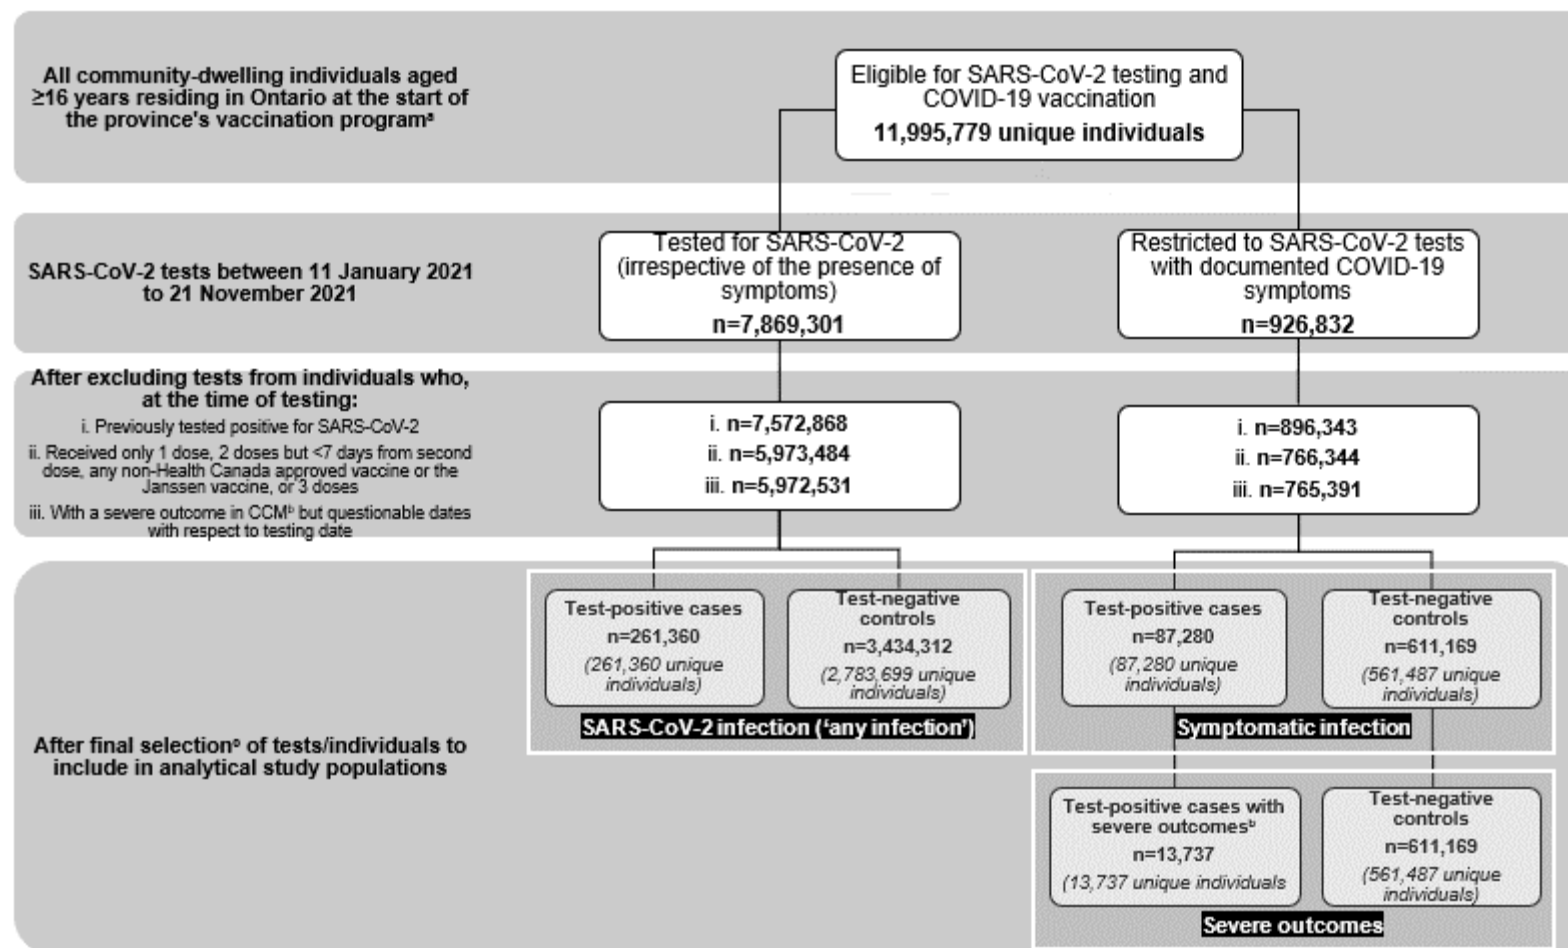 All community-dwelling individuals aged
≥16 years residing in Ontario at the start of
the province's vaccination programᵃ
Eligible for SARS-CoV-2 testing and
COVID-19 vaccination
11,995,779 unique individuals
SARS-CoV-2 tests between 11 January 2021
to 21 November 2021
Tested for SARS-CoV-2
(irrespective of the presence of
symptoms)
n=7,869,301
Restricted to SARS-CoV-2 tests
with documented COVID-19
symptoms
n=926,832
After excluding tests from individuals who,
at the time of testing:
i. Previously tested positive for SARS-CoV-2
ii. Received only 1 dose, 2 doses but <7 days from second
dose, any non-Health Canada approved vaccine or the
Janssen vaccine, or 3 doses
iii. With a severe outcome in CCMᵇ but questionable dates
with respect to testing date
i. n=7,572,868
ii. n=5,973,484
iii. n=5,972,531
i. n=896,343
ii. n=766,344
iii. n=765,391
After final selectionᶜ of tests/individuals to
include in analytical study populations
Test-positive cases
n=261,360
(261,360 unique
individuals)
Test-negative
controls
n=3,434,312
(2,783,699 unique
individuals)
SARS-CoV-2 infection (‘any infection’)
Test-positive cases
n=87,280
(87,280 unique
individuals)
Test-negative
controls
n=611,169
(561,487 unique
individuals)
Symptomatic infection
Test-positive cases with
severe outcomesᵇ
n=13,737
(13,737 unique individuals
Test-negative
controls
n=611,169
(561,487 unique
individuals)
Severe outcomes